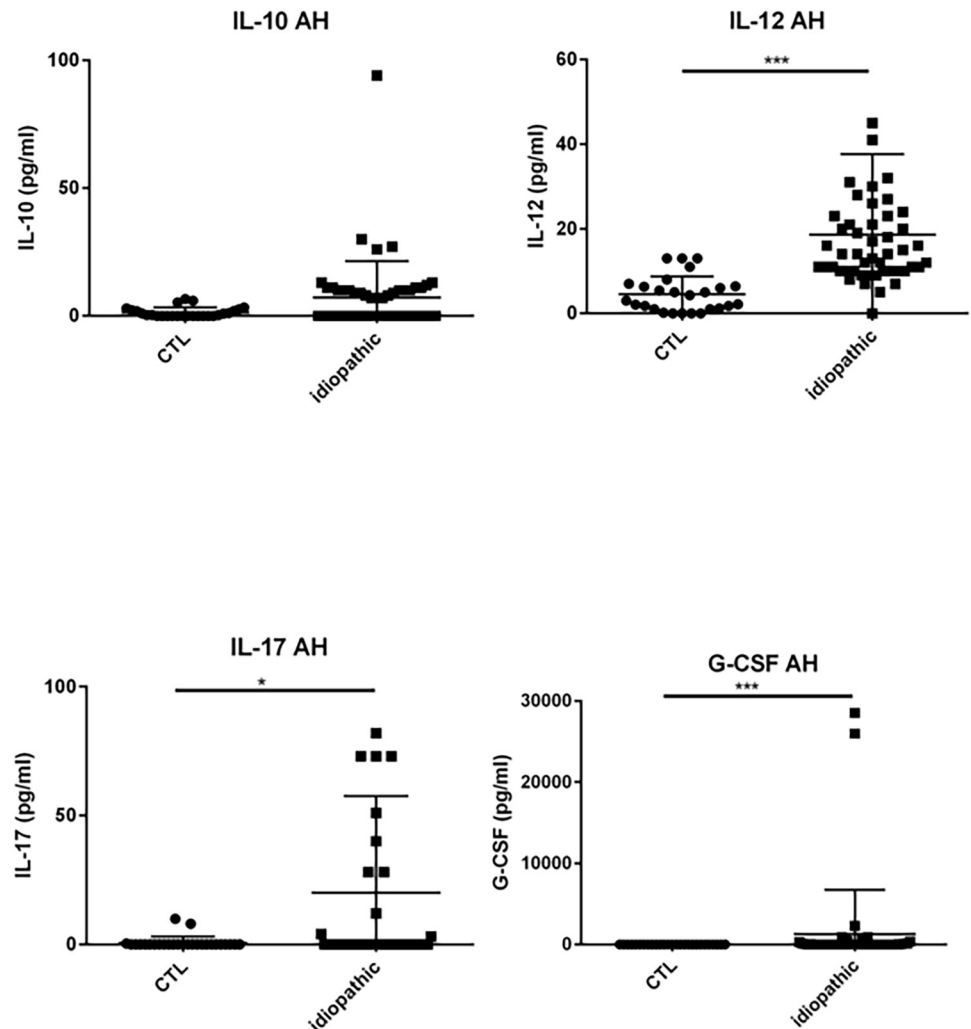 IL-10 AH
100
50
0
IL-10 (pg/ml)
CTL
idiopathic
IL-12 AH
***
60
40
20
0
IL-12 (pg/ml)
CTL
idiopathic
IL-17 AH
*
100
50
0
IL-17 (pg/ml)
CTL
idiopathic
G-CSF AH
***
30000
20000
10000
0
G-CSF (pg/ml)
CTL
idiopathic